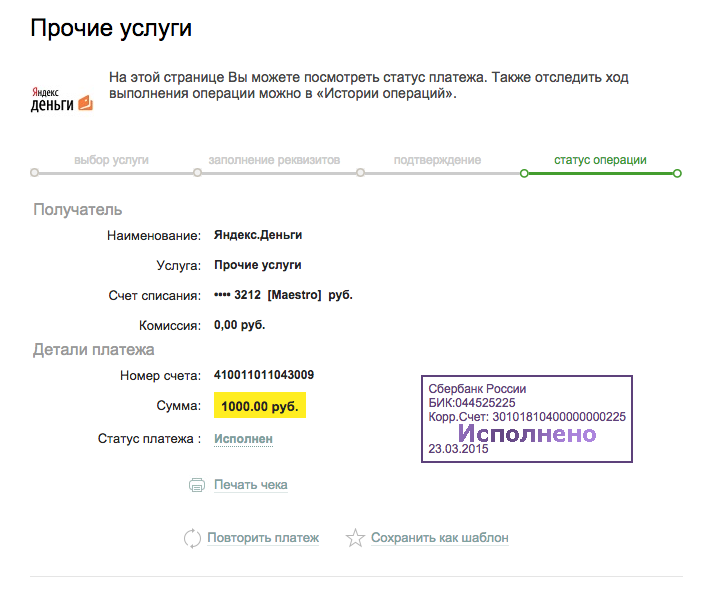 Прочие услуги
Яндекс
деньги
На этой странице Вы можете посмотреть статус платежа. Также отследить ход
выполнения операции можно в «Истории операций».
выбор услуги
заполнение реквизитов
подтверждение
статус операции
Получатель
Наименование: Яндекс.Деньги
Услуга: Прочие услуги
Счет списания: •••• 3212 [Maestro] руб.
Комиссия: 0,00 руб.
Детали платежа
Номер счета: 410011011043009
Сумма: 1000.00 руб.
Статус платежа : Исполнен
Сбербанк России
БИК:044525225
Корр.Счет: 30101810400000000225
Исполнено
23.03.2015
Печать чека
Повторить платеж
Сохранить как шаблон